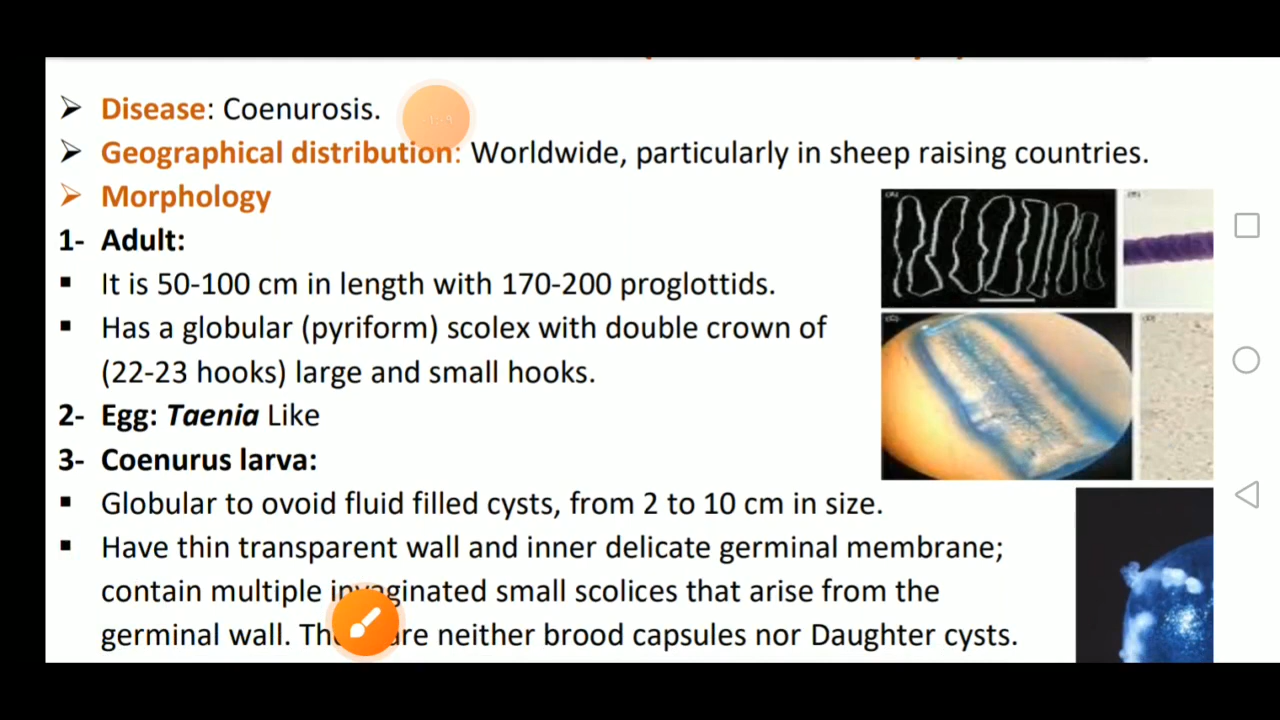 ➢ Disease: Coenurosis.
➢ Geographical distribution: Worldwide, particularly in sheep raising countries.
➢ Morphology
1- Adult:
▪ It is 50-100 cm in length with 170-200 proglottids.
▪ Has a globular (pyriform) scolex with double crown of
(22-23 hooks) large and small hooks.
2- Egg: Taenia Like
3- Coenurus larva:
▪ Globular to ovoid fluid filled cysts, from 2 to 10 cm in size.
▪ Have thin transparent wall and inner delicate germinal membrane;
contain multiple invaginated small scolices that arise from the
germinal wall. are neither brood capsules nor Daughter cysts.